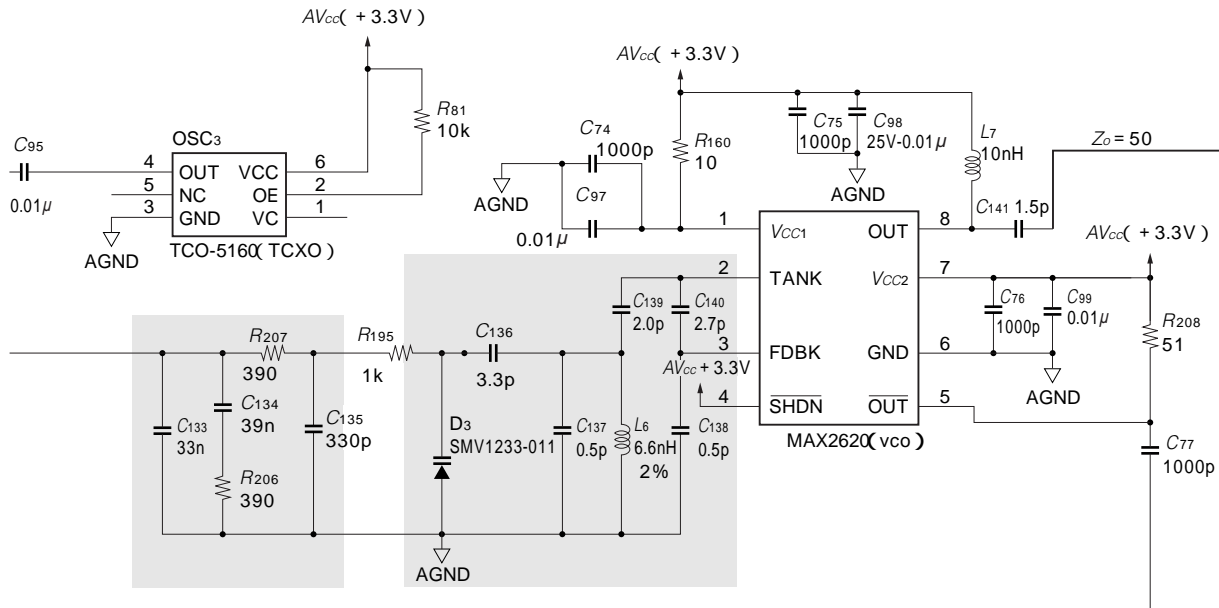 AVCC( +3.3V)
R81
10k
C95
0.01μ
OSC3
4
5
3
OUT
NC
GND
VCC
OE
VC
6
2
1
TCO-5160(TCXO)
AGND
AVCC( +3.3V)
C74
1000p
C97
0.01μ
AGND
R160
10
C75
1000p
C98
25V-0.01μ
AGND
L7
10nH
Z0=50
C141 1.5p
1
VCC1
OUT
8
2
TANK
VCC2
7
3
FDBK
GND
6
4
SHDN
OUT
5
MAX2620(vco)
AVCC( +3.3V)
C76
1000p
C99
0.01μ
AGND
R208
51
C77
1000p
AVCC +3.3V
C139
2.0p
C140
2.7p
R207
390
R195
1k
C136
3.3p
C133
33n
C134
39n
R206
390
C135
330p
D3
SMV1233-011
C137
0.5p
L6
6.6nH
2%
C138
0.5p
AGND